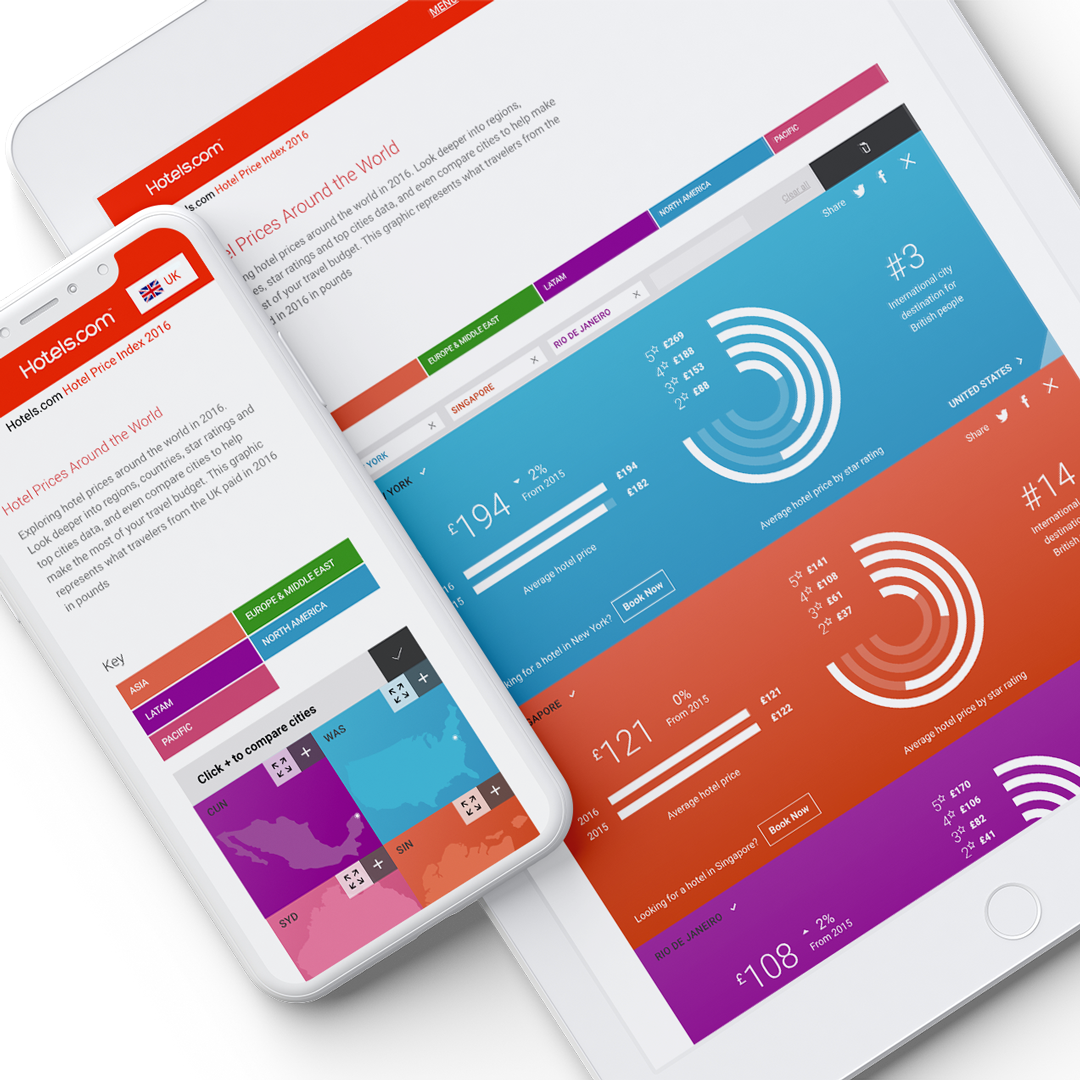 MENU
Hotels.com
ls.com Hotel Price Index 2016
el Prices Around the World
ng hotel prices around the world in 2016. Look deeper into regions,
es, star ratings and top cities data, and even compare cities to help make
st of your travel budget. This graphic represents what travelers from the
d in 2016 in pounds
EUROPE & MIDDLE EAST
LATAM
NORTH AMERICA
PACIFIC
YORK
SINGAPORE
RIO DE JANEIRO
Clear all
YORK
£194
2%
From 2015
16
15
£194
£182
Average hotel price
king for a hotel in New York?
Book Now
5 £269
4 £188
3 £153
2 £88
Average hotel price by star rating
Share
#3
International city
destination for
British people
UNITED STATES
GAPORE
£121
0%
From 2015
2016
2015
£121
£122
Average hotel price
Looking for a hotel in Singapore?
Book Now
5 £141
4 £108
3 £61
2 £37
Average hotel price by star rating
Share
#14
International
destination
British
RIO DE JANEIRO
£108
2%
From 2015
5 £170
4 £106
3 £82
2 £41
UK
Hotels.com
Hotels.com Hotel Price Index 2016
Hotel Prices Around the World
Exploring hotel prices around the world in 2016.
Look deeper into regions, countries, star ratings and
top cities data, and even compare cities to help
make the most of your travel budget. This graphic
represents what travelers from the UK paid in 2016
in pounds
Key
ASIA
EUROPE & MIDDLE EAST
LATAM
NORTH AMERICA
PACIFIC
Click + to compare cities
CUN
WAS
SYD
SIN